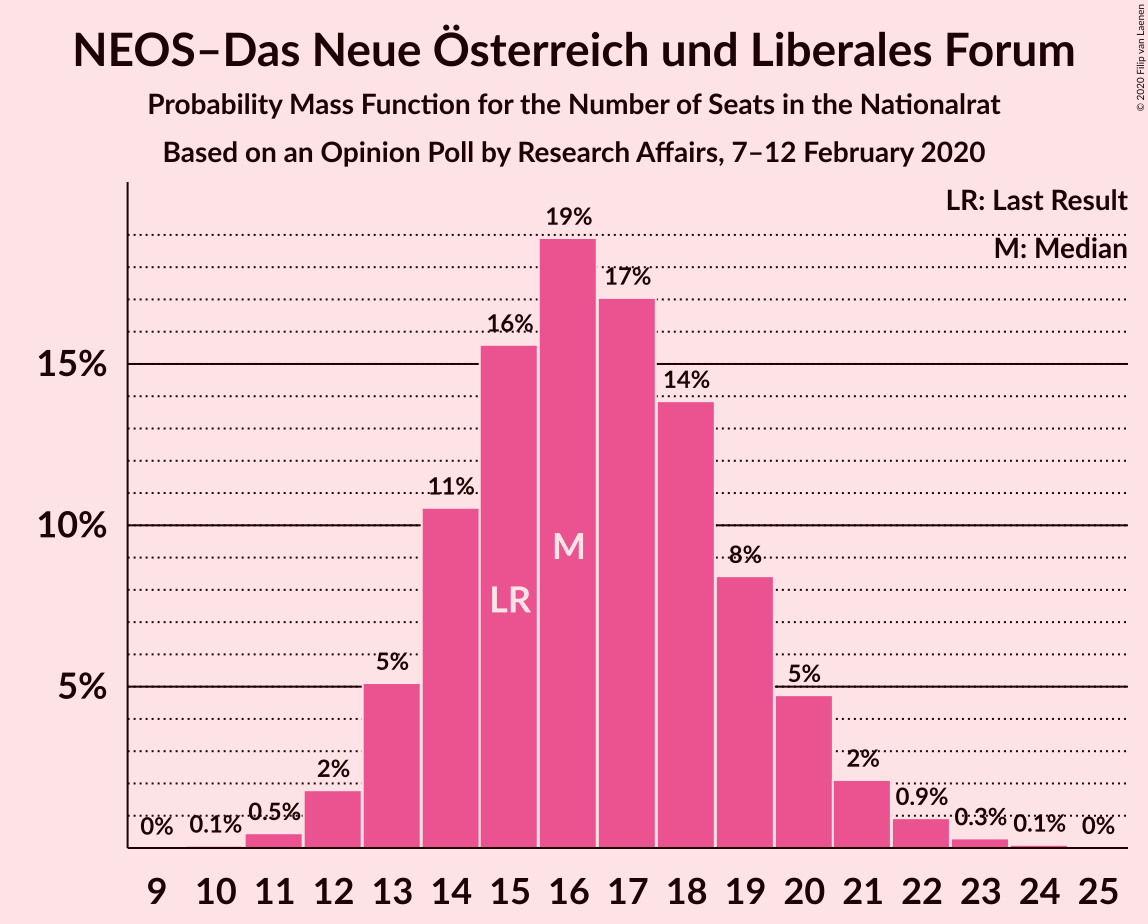 NEOS–Das Neue Österreich und Liberales Forum
Probability Mass Function for the Number of Seats in the Nationalrat
Based on an Opinion Poll by Research Affairs, 7–12 February 2020
© 2020 Filip van Laenen
LR: Last Result
M: Median
15%
10%
5%
0%
0.1%
0.5%
2%
5%
11%
16%
19%
17%
14%
8%
5%
2%
0.9%
0.3%
0.1%
0%
LR
M
9 10 11 12 13 14 15 16 17 18 19 20 21 22 23 24 25